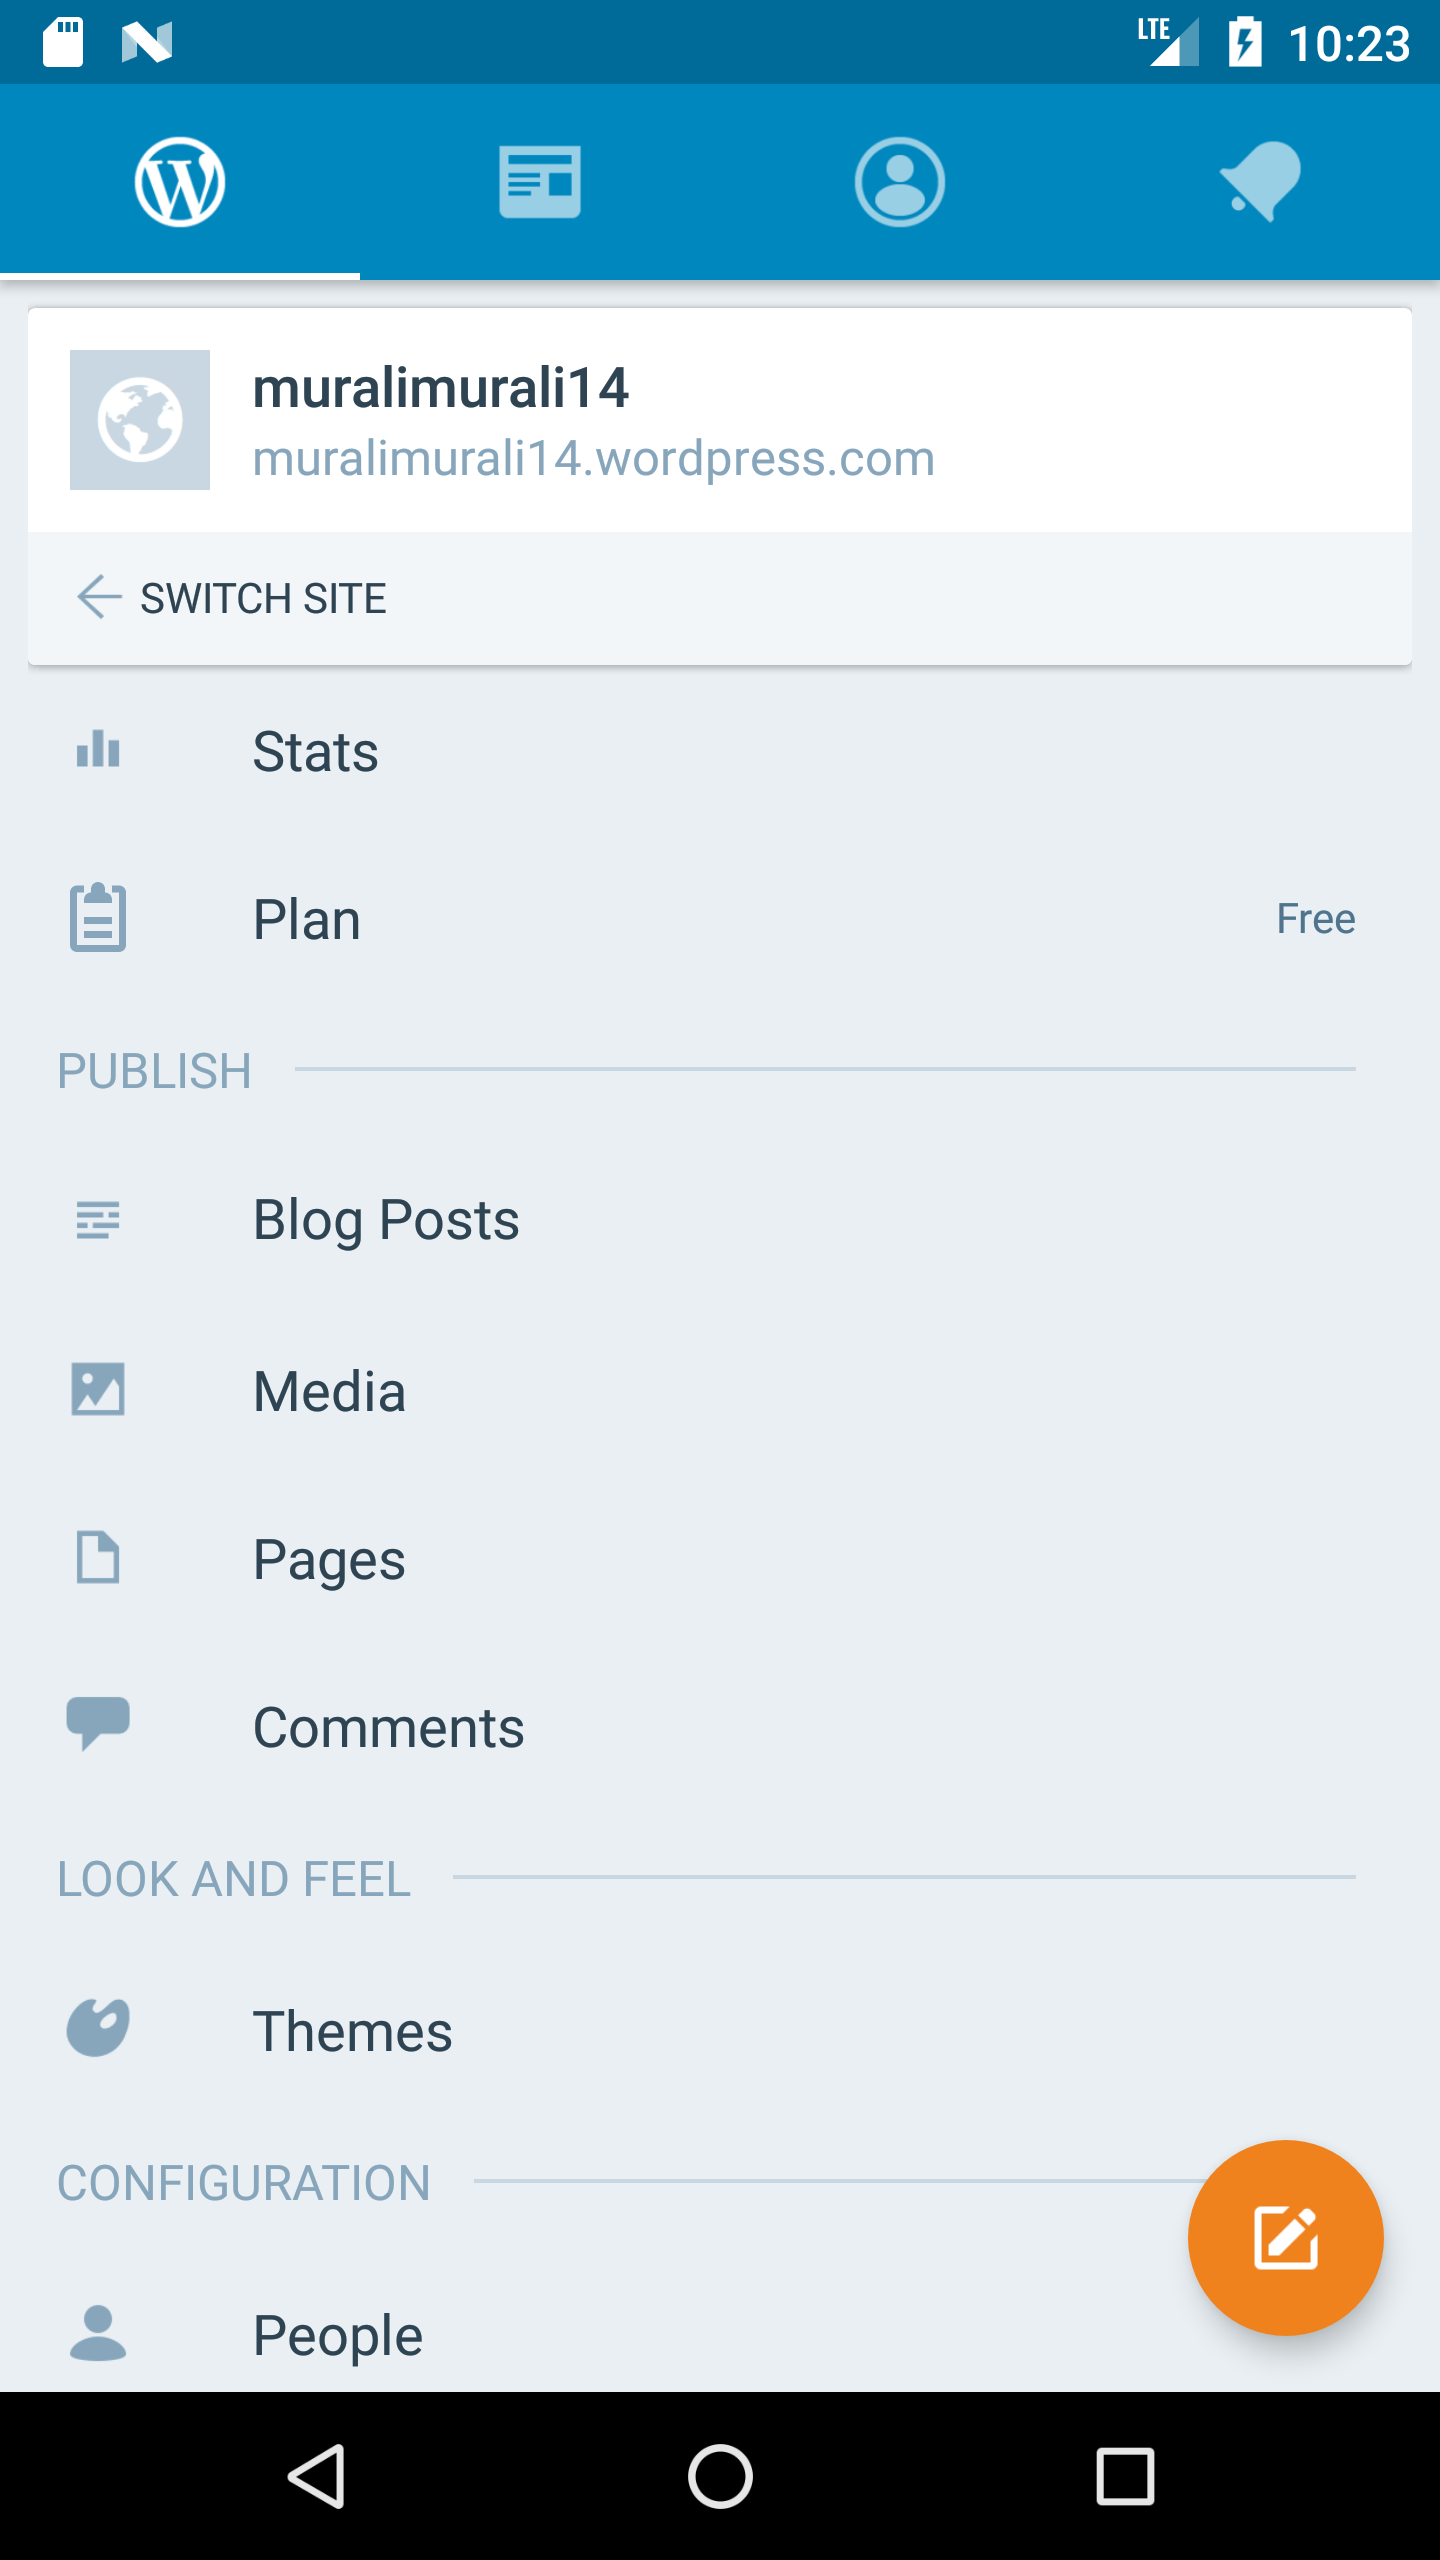 LTE 10:23
muralimurali14
muralimurali14.wordpress.com
SWITCH SITE
Stats
Plan Free
PUBLISH
Blog Posts
Media
Pages
Comments
LOOK AND FEEL
Themes
CONFIGURATION
People